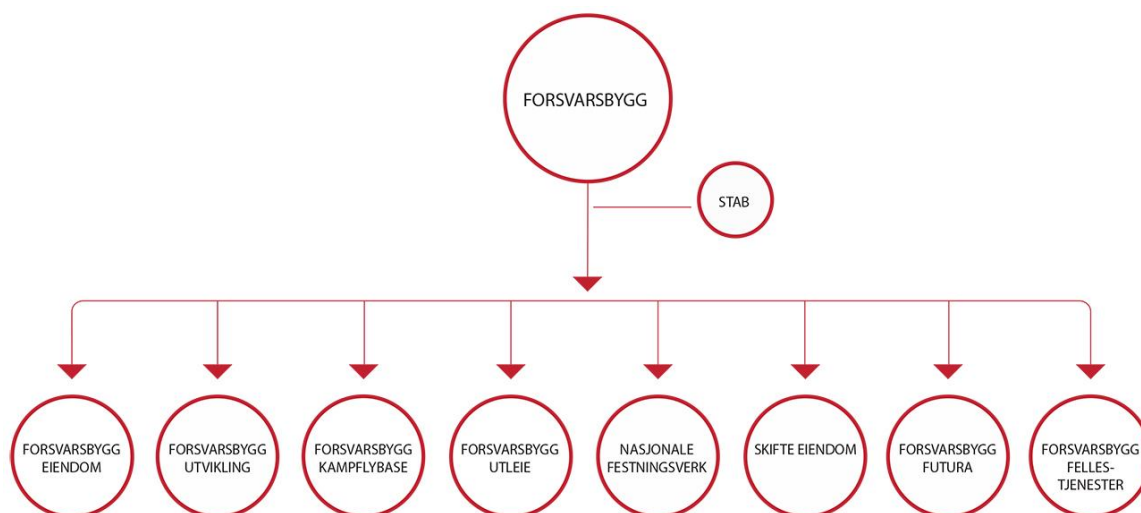 FORSVARSBYGG
STAB
FORSVARSBYGG
EIENDOM
FORSVARSBYGG
UTVIKLING
FORSVARSBYGG
KAMPFLYBASE
FORSVARSBYGG
UTLEIE
NASJONALE
FESTNINGSVERK
SKIFTE EIENDOM
FORSVARSBYGG
FUTURA
FORSVARSBYGG
FELLES-
TJENESTER